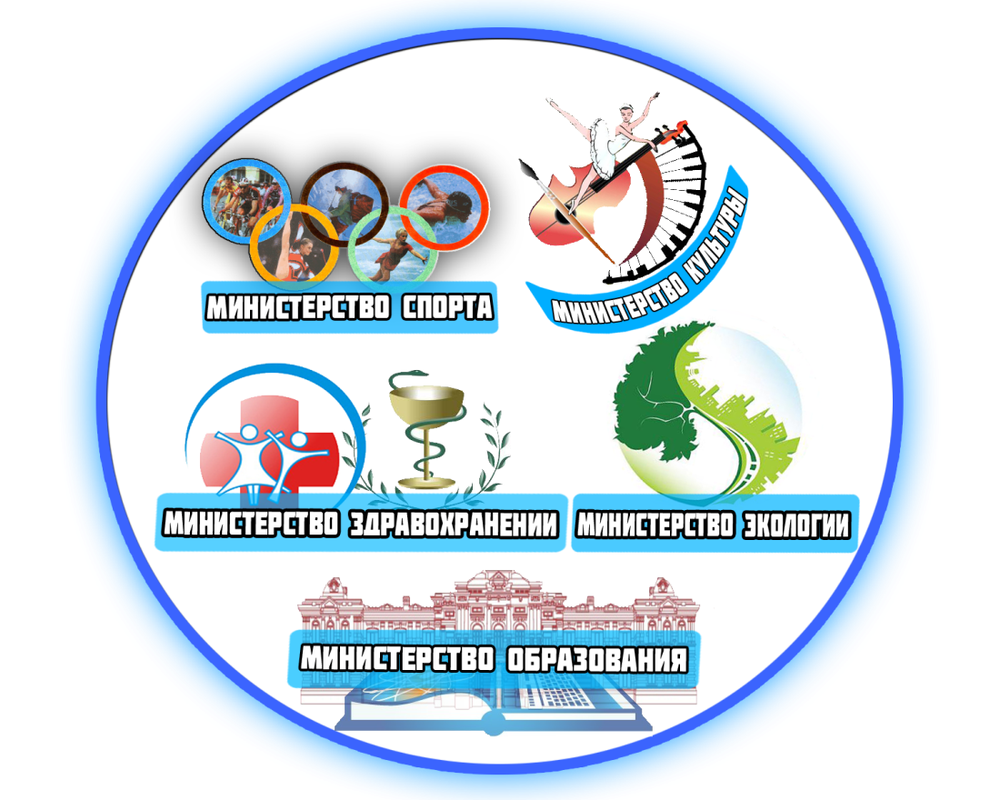 МИНИСТЕРСТВО СПОРТА
МИНИСТЕРСТВО КУЛЬТУРЫ
МИНИСТЕРСТВО ЗДРАВОХРАНЕНИИ
МИНИСТЕРСТВО ЭКОЛОГИИ
МИНИСТЕРСТВО ОБРАЗОВАНИЯ